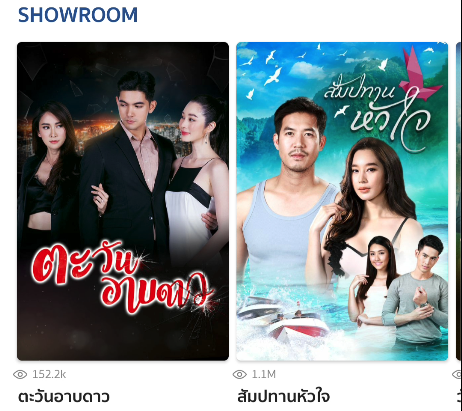 SHOWROOM
ตะวัน
อาบดาว
สัมปทาน
หัวใจ
152.2k
1.1M
ตะวันอาบดาว
สัมปทานหัวใจ